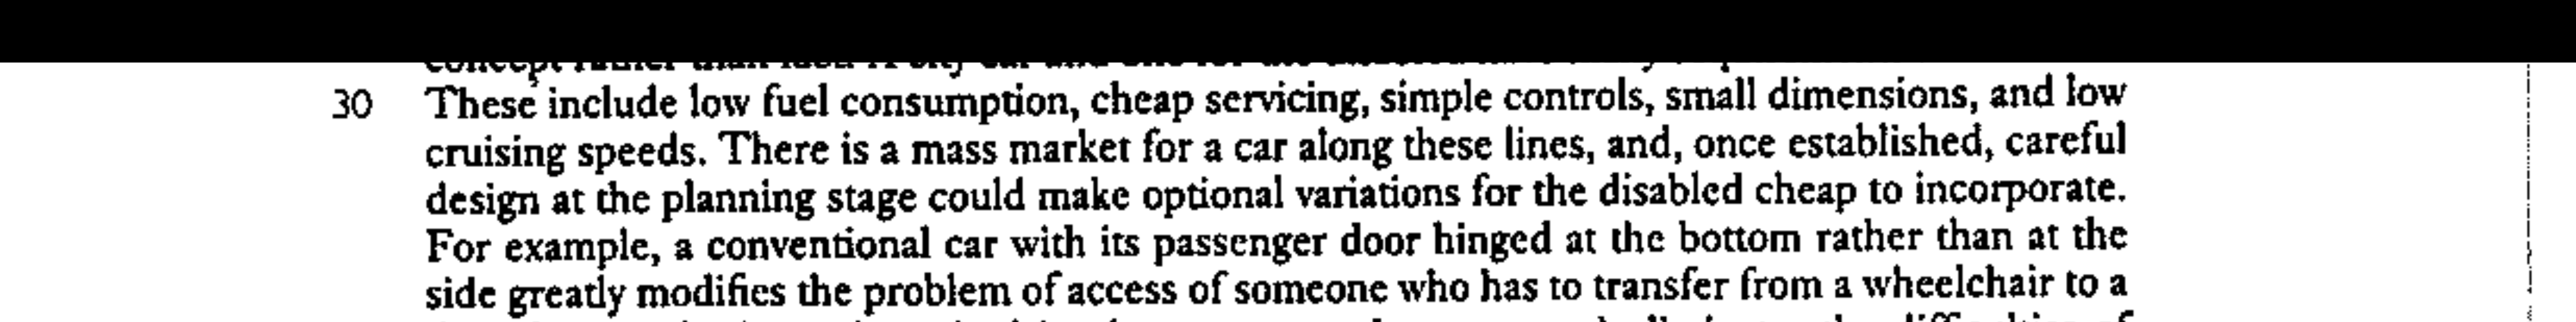 30 These include low fuel consumption, cheap servicing, simple controls, small dimensions, and low
cruising speeds. There is a mass market for a car along these lines, and, once established, careful
design at the planning stage could make optional variations for the disabled cheap to incorporate.
For example, a conventional car with its passenger door hinged at the bottom rather than at the
side greatly modifies the problem of access of someone who has to transfer from a wheelchair to a